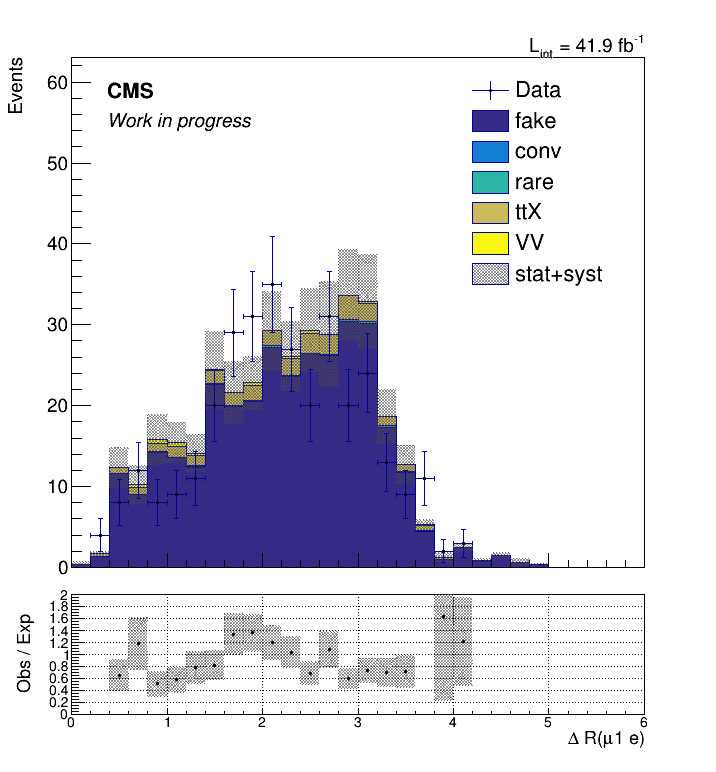 L_int = 41.9 fb^-1
Events
CMS
Work in progress
Data
fake
conv
rare
ttX
VV
stat+syst
60
50
40
30
20
10
0
Obs / Exp
2
1.8
1.6
1.4
1.2
1
0.8
0.6
0.4
0.2
0
0 1 2 3 4 5 6
Δ R(μ1 e)